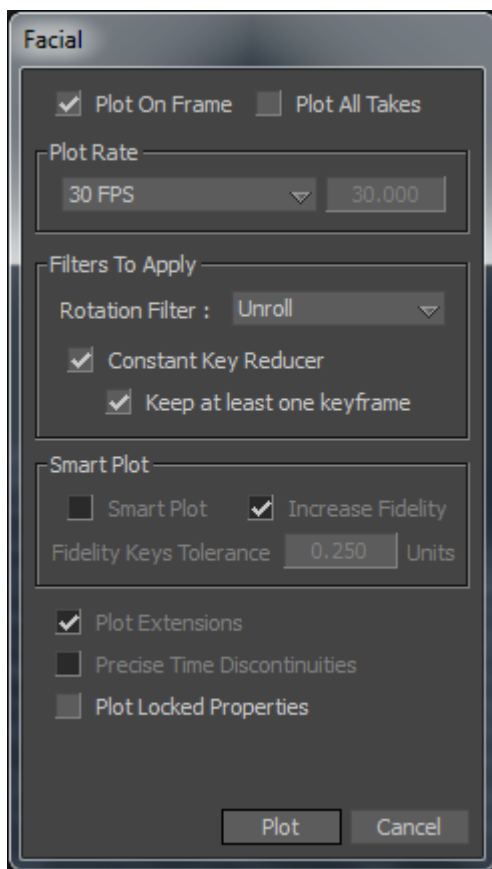 Facial
Plot On Frame Plot All Takes
Plot Rate
30 FPS 30.000
Filters To Apply
Rotation Filter : Unroll
Constant Key Reducer
Keep at least one keyframe
Smart Plot
Smart Plot Increase Fidelity
Fidelity Keys Tolerance 0.250 Units
Plot Extensions
Precise Time Discontinuities
Plot Locked Properties
Plot Cancel